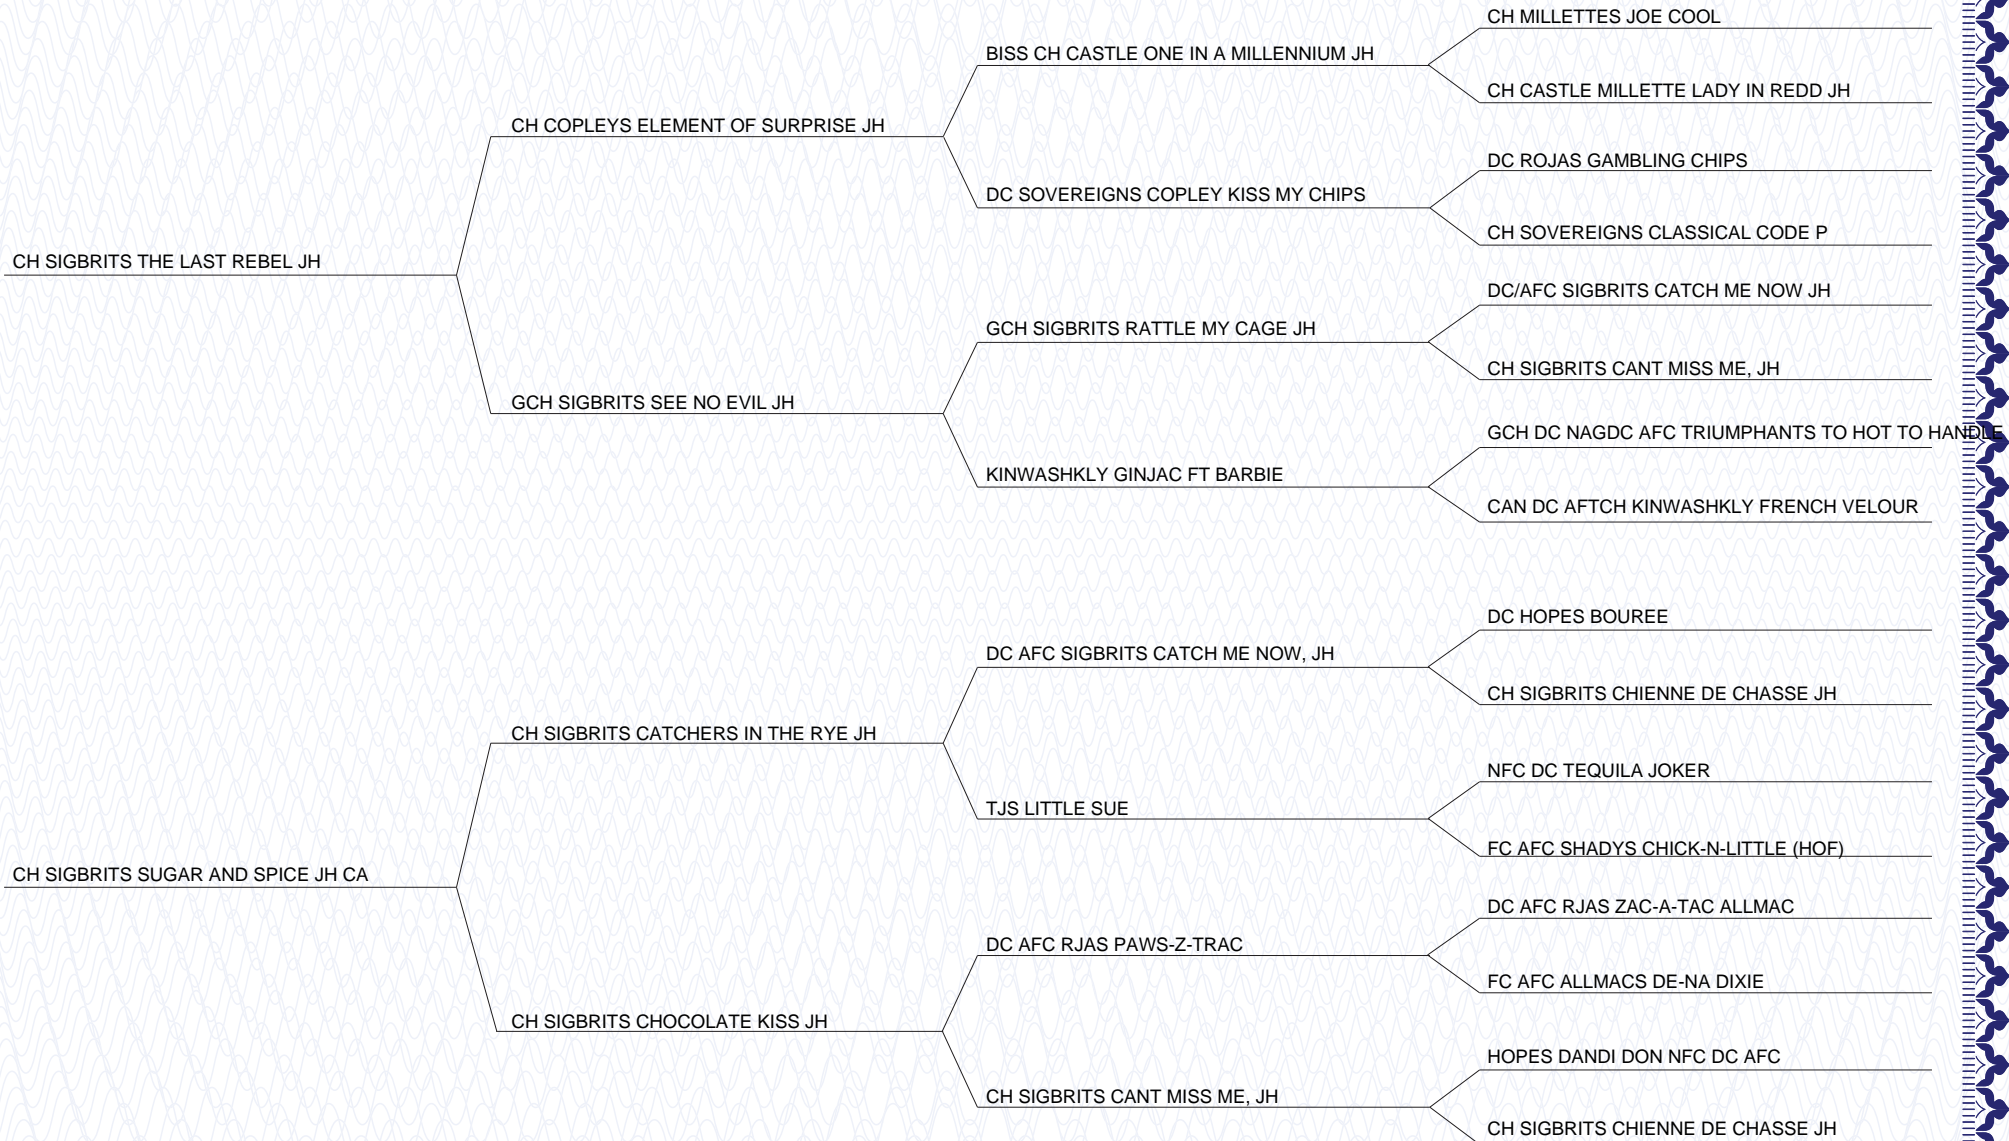 CH MILLETTES JOE COOL
BISS CH CASTLE ONE IN A MILLENNIUM JH
CH CASTLE MILLETTE LADY IN REDD JH
CH COPLEYS ELEMENT OF SURPRISE JH
DC ROJAS GAMBLING CHIPS
DC SOVEREIGNS COPLEY KISS MY CHIPS
CH SOVEREIGNS CLASSICAL CODE P
CH SIGBRITS THE LAST REBEL JH
DC/AFC SIGBRITS CATCH ME NOW JH
GCH SIGBRITS RATTLE MY CAGE JH
CH SIGBRITS CANT MISS ME, JH
GCH SIGBRITS SEE NO EVIL JH
GCH DC NAGDC AFC TRIUMPHANTS TO HOT TO HANDLE
KINWASHKLY GINJAC FT BARBIE
CAN DC AFTCH KINWASHKLY FRENCH VELOUR
DC HOPES BOUREE
DC AFC SIGBRITS CATCH ME NOW, JH
CH SIGBRITS CHIENNE DE CHASSE JH
CH SIGBRITS CATCHERS IN THE RYE JH
NFC DC TEQUILA JOKER
TJS LITTLE SUE
FC AFC SHADYS CHICK-N-LITTLE (HOF)
CH SIGBRITS SUGAR AND SPICE JH CA
DC AFC RJAS ZAC-A-TAC ALLMAC
DC AFC RJAS PAWS-Z-TRAC
FC AFC ALLMACS DE-NA DIXIE
CH SIGBRITS CHOCOLATE KISS JH
HOPES DANDI DON NFC DC AFC
CH SIGBRITS CANT MISS ME, JH
CH SIGBRITS CHIENNE DE CHASSE JH